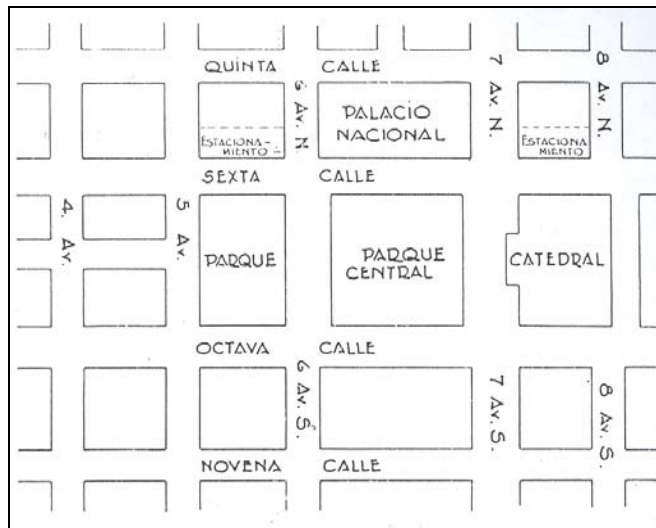 QUINTA CALLE
7 Av. N.
8 Av. N.
6 Av. N.
PALACIO
NACIONAL
ESTACIONA-
MIENTO
ESTACIONA
MIENTO
SEXTA CALLE
4. Av.
5 Av.
PARQUE
PARQUE
CENTRAL
CATEDRAL
OCTAVA CALLE
6 Av. S.
7 Av. S.
8 Av. S.
NOVENA CALLE